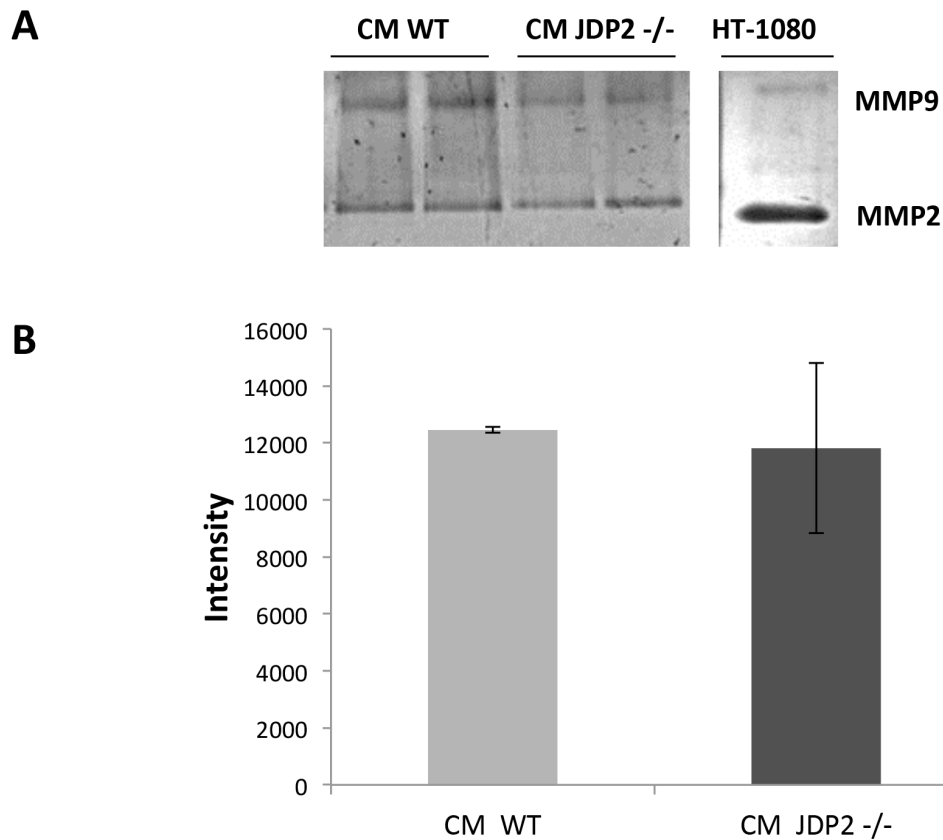 A
CM WT CM JDP2 -/- HT-1080
MMP9
MMP2
B
16000
14000
12000
10000
8000
6000
4000
2000
0
Intensity
CM WT CM JDP2 -/-